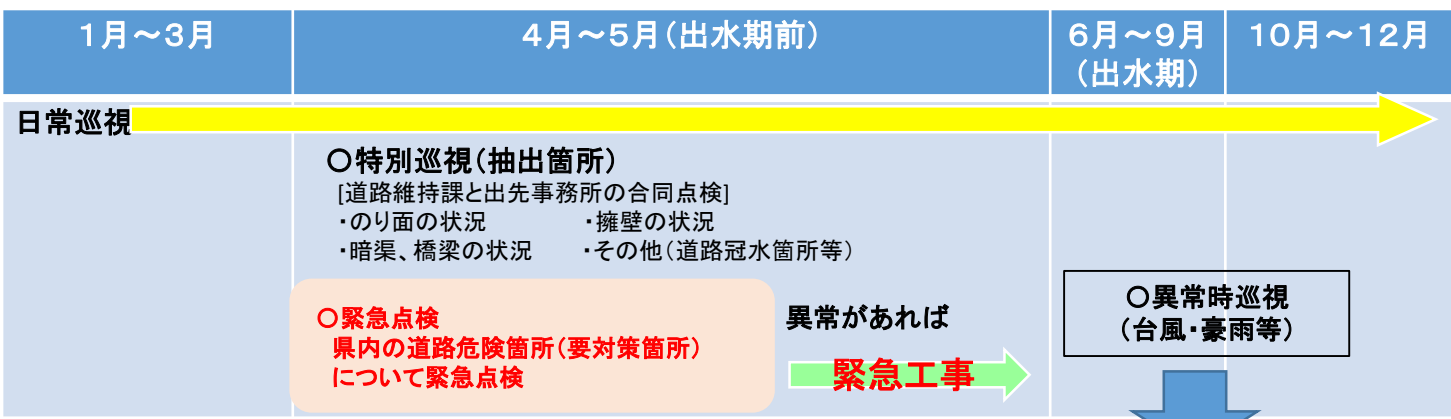 1月～3月
4月～5月(出水期前)
6月～9月
(出水期)
10月～12月
日常巡視
○特別巡視(抽出箇所)
[道路維持課と出先事務所の合同点検]
・のり面の状況 ・擁壁の状況
・暗渠、橋梁の状況 ・その他(道路冠水箇所等)
○緊急点検
県内の道路危険箇所(要対策箇所)
について緊急点検
異常があれば
緊急工事
○異常時巡視
(台風・豪雨等)